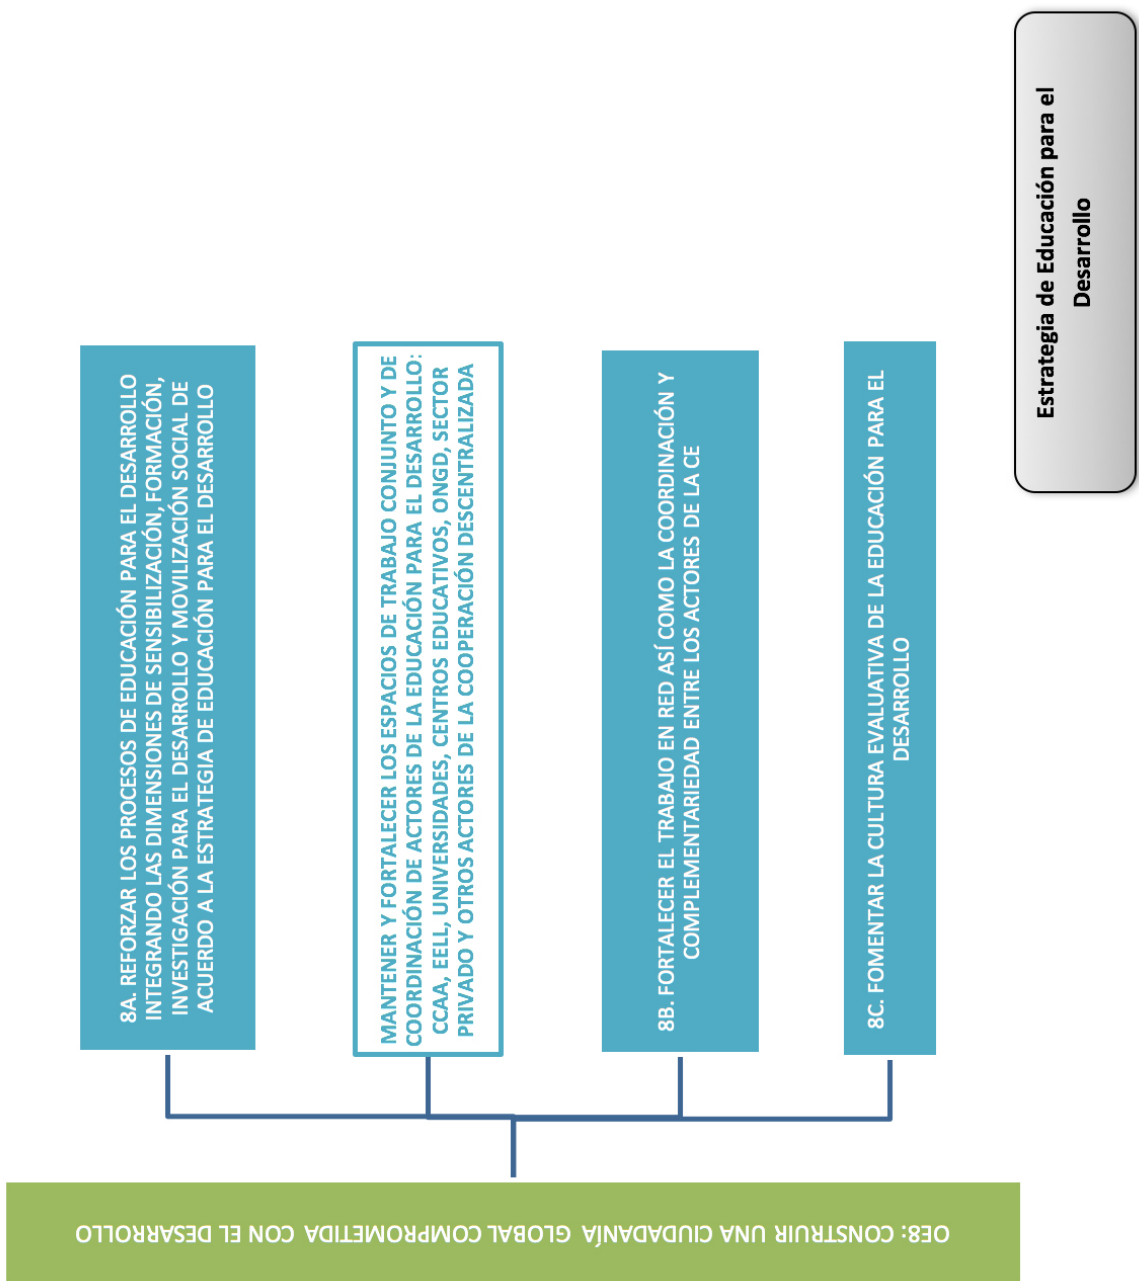 OE8: CONSTRUIR UNA CIUDADANÍA GLOBAL COMPROMETIDA CON EL DESARROLLO
8A. REFORZAR LOS PROCESOS DE EDUCACIÓN PARA EL DESARROLLO
INTEGRANDO LAS DIMENSIONES DE SENSIBILIZACIÓN, FORMACIÓN,
INVESTIGACIÓN PARA EL DESARROLLO Y MOVILIZACIÓN SOCIAL DE
ACUERDO A LA ESTRATEGIA DE EDUCACIÓN PARA EL DESARROLLO
MANTENER Y FORTALECER LOS ESPACIOS DE TRABAJO CONJUNTO Y DE
COORDINACIÓN DE ACTORES DE LA EDUCACIÓN PARA EL DESARROLLO:
CCAA, EELL, UNIVERSIDADES, CENTROS EDUCATIVOS, ONGD, SECTOR
PRIVADO Y OTROS ACTORES DE LA COOPERACIÓN DESCENTRALIZADA
8B. FORTALECER EL TRABAJO EN RED ASÍ COMO LA COORDINACIÓN Y
COMPLEMENTARIEDAD ENTRE LOS ACTORES DE LA CE
8C. FOMENTAR LA CULTURA EVALUATIVA DE LA EDUCACIÓN PARA EL
DESARROLLO
Estrategia de Educación para el
Desarrollo